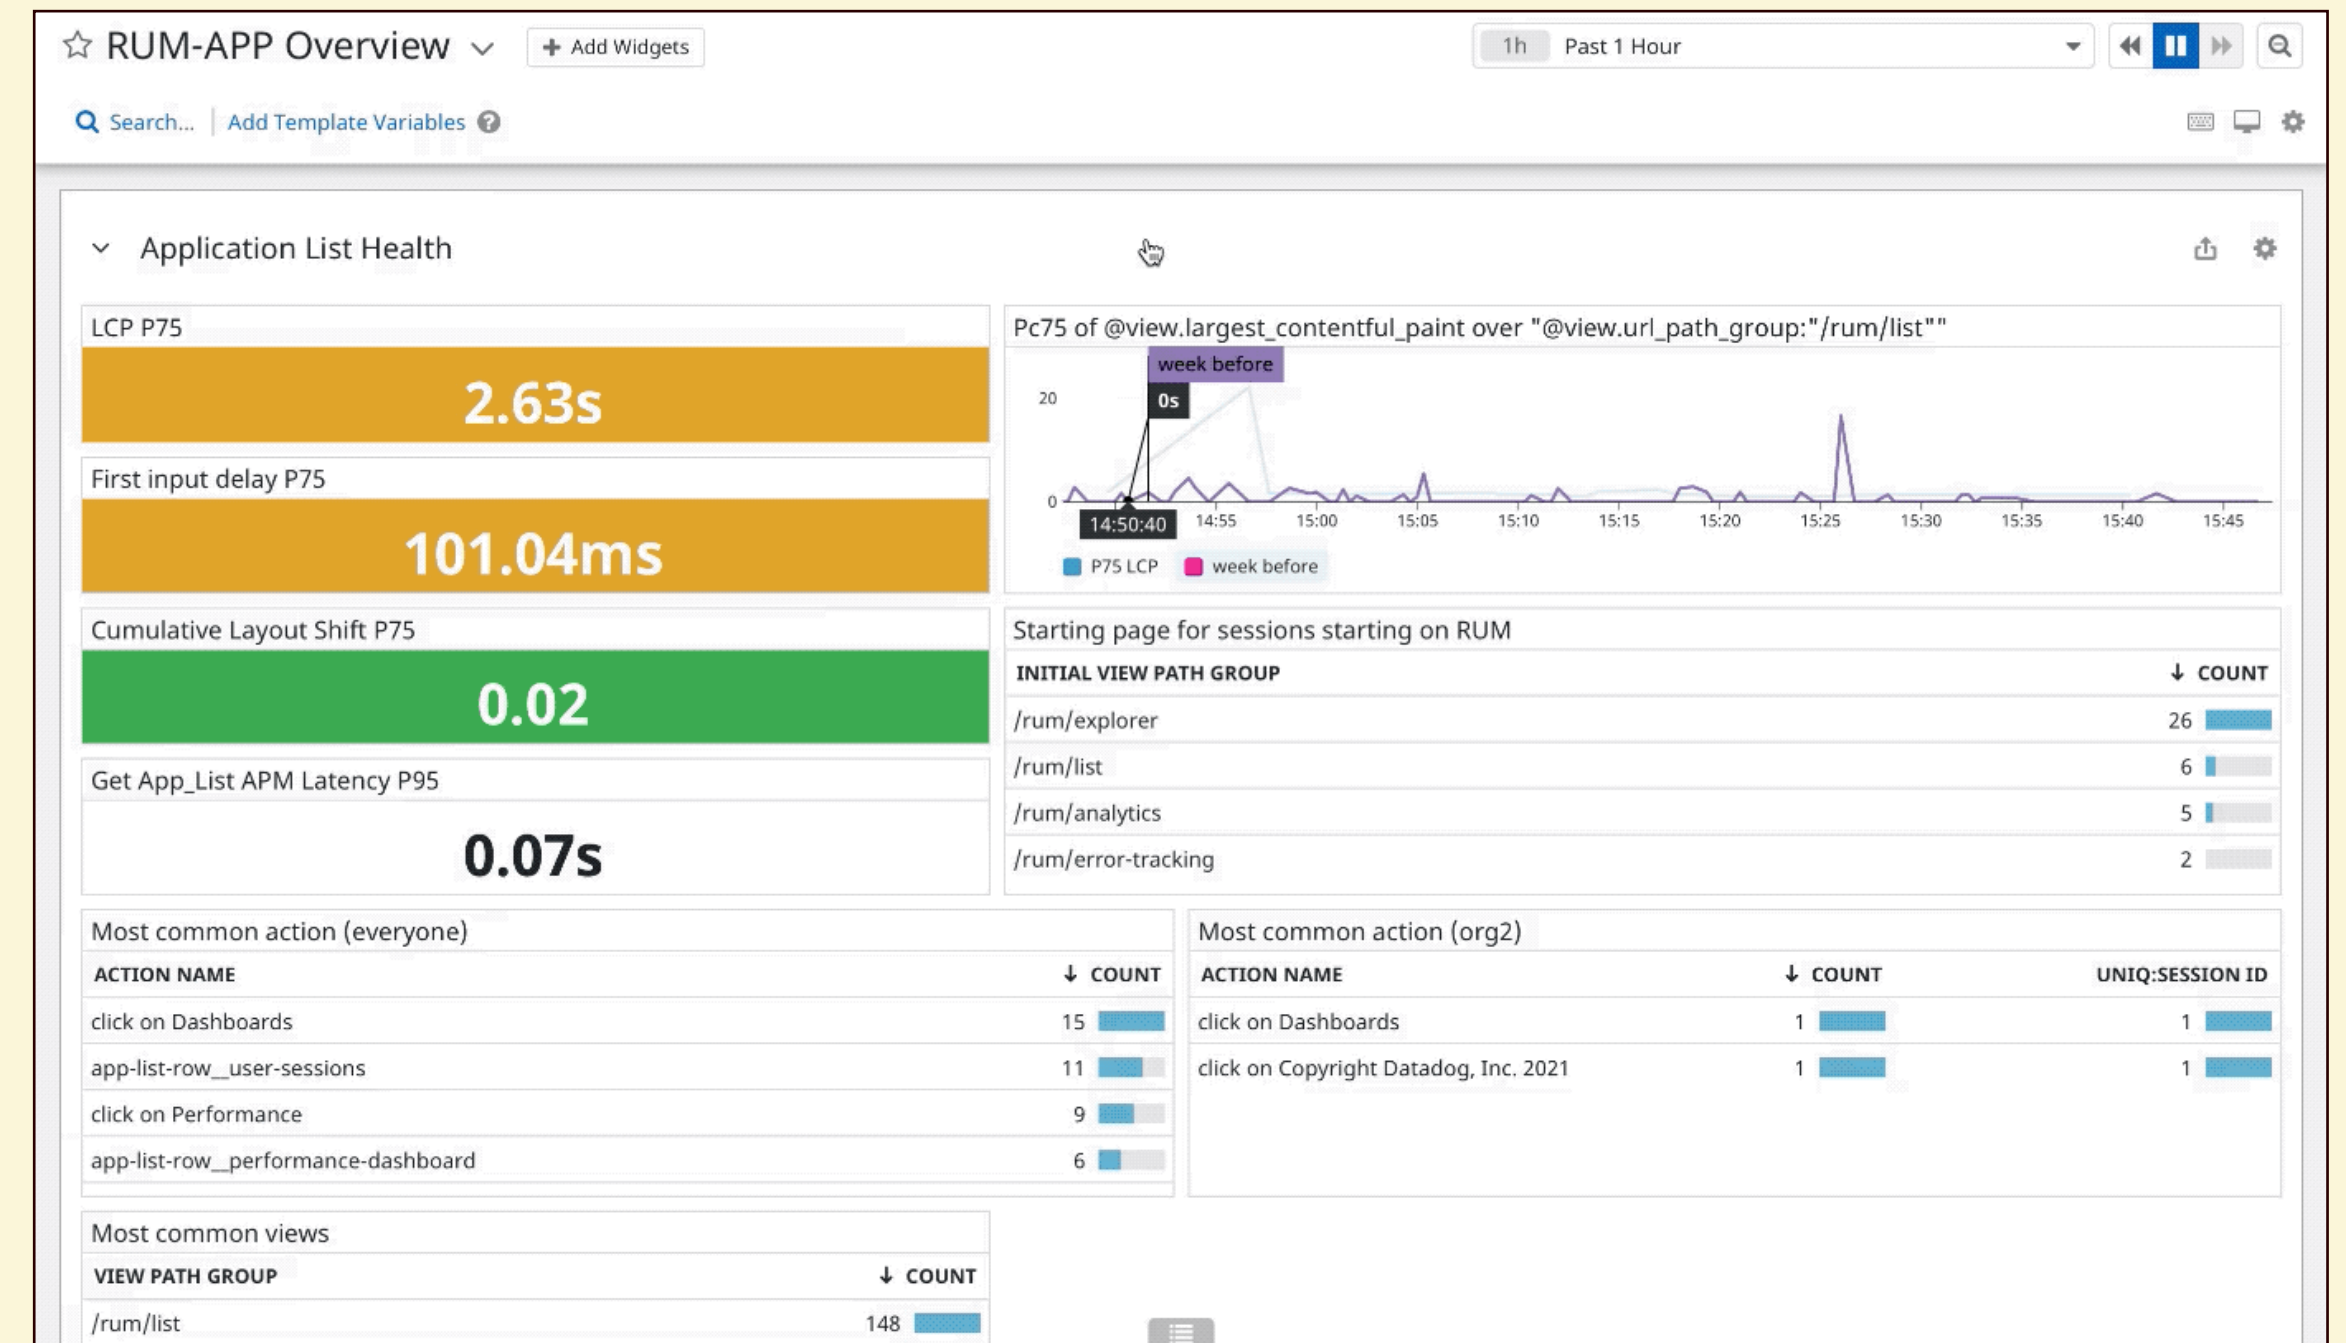 RUM-APP Overview
+ Add Widgets
1h Past 1 Hour
Search... Add Template Variables ?
Application List Health
LCP P75
2.63s
First input delay P75
101.04ms
Cumulative Layout Shift P75
0.02
Get App_List APM Latency P95
0.07s
Pc75 of @view.largest_contentful_paint over "@view.url_path_group:"/rum/list""
week before
0s
20
0
14:50:40 14:55 15:00 15:05 15:10 15:15 15:20 15:25 15:30 15:35 15:40 15:45
P75 LCP week before
Starting page for sessions starting on RUM
INITIAL VIEW PATH GROUP ↓ COUNT
/rum/explorer 26
/rum/list 6
/rum/analytics 5
/rum/error-tracking 2
Most common action (everyone)
ACTION NAME ↓ COUNT
click on Dashboards 15
app-list-row__user-sessions 11
click on Performance 9
app-list-row__performance-dashboard 6
Most common action (org2)
ACTION NAME ↓ COUNT UNIQ:SESSION ID
click on Dashboards 1 1
click on Copyright Datadog, Inc. 2021 1 1
Most common views
VIEW PATH GROUP ↓ COUNT
/rum/list 148